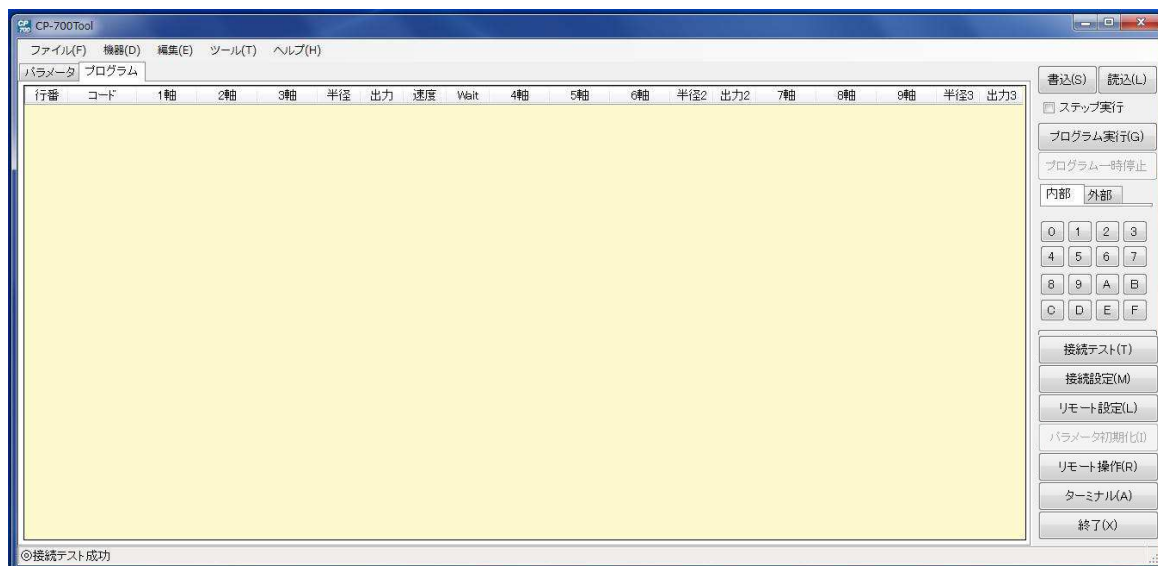 CP-700Tool
ファイル(F) 機器(D) 編集(E) ツール(T) ヘルプ(H)
パラメータ プログラム
行番 コード 1軸 2軸 3軸 半径 出力 速度 Wait 4軸 5軸 6軸 半径2 出力2 7軸 8軸 9軸 半径3 出力3
書込(S) 読込(L)
ステップ実行
プログラム実行(G)
プログラム一時停止
内部 外部
0 1 2 3
4 5 6 7
8 9 A B
C D E F
接続テスト(T)
接続設定(M)
リモート設定(L)
パラメータ初期化(I)
リモート操作(R)
ターミナル(A)
終了(X)
◎接続テスト成功